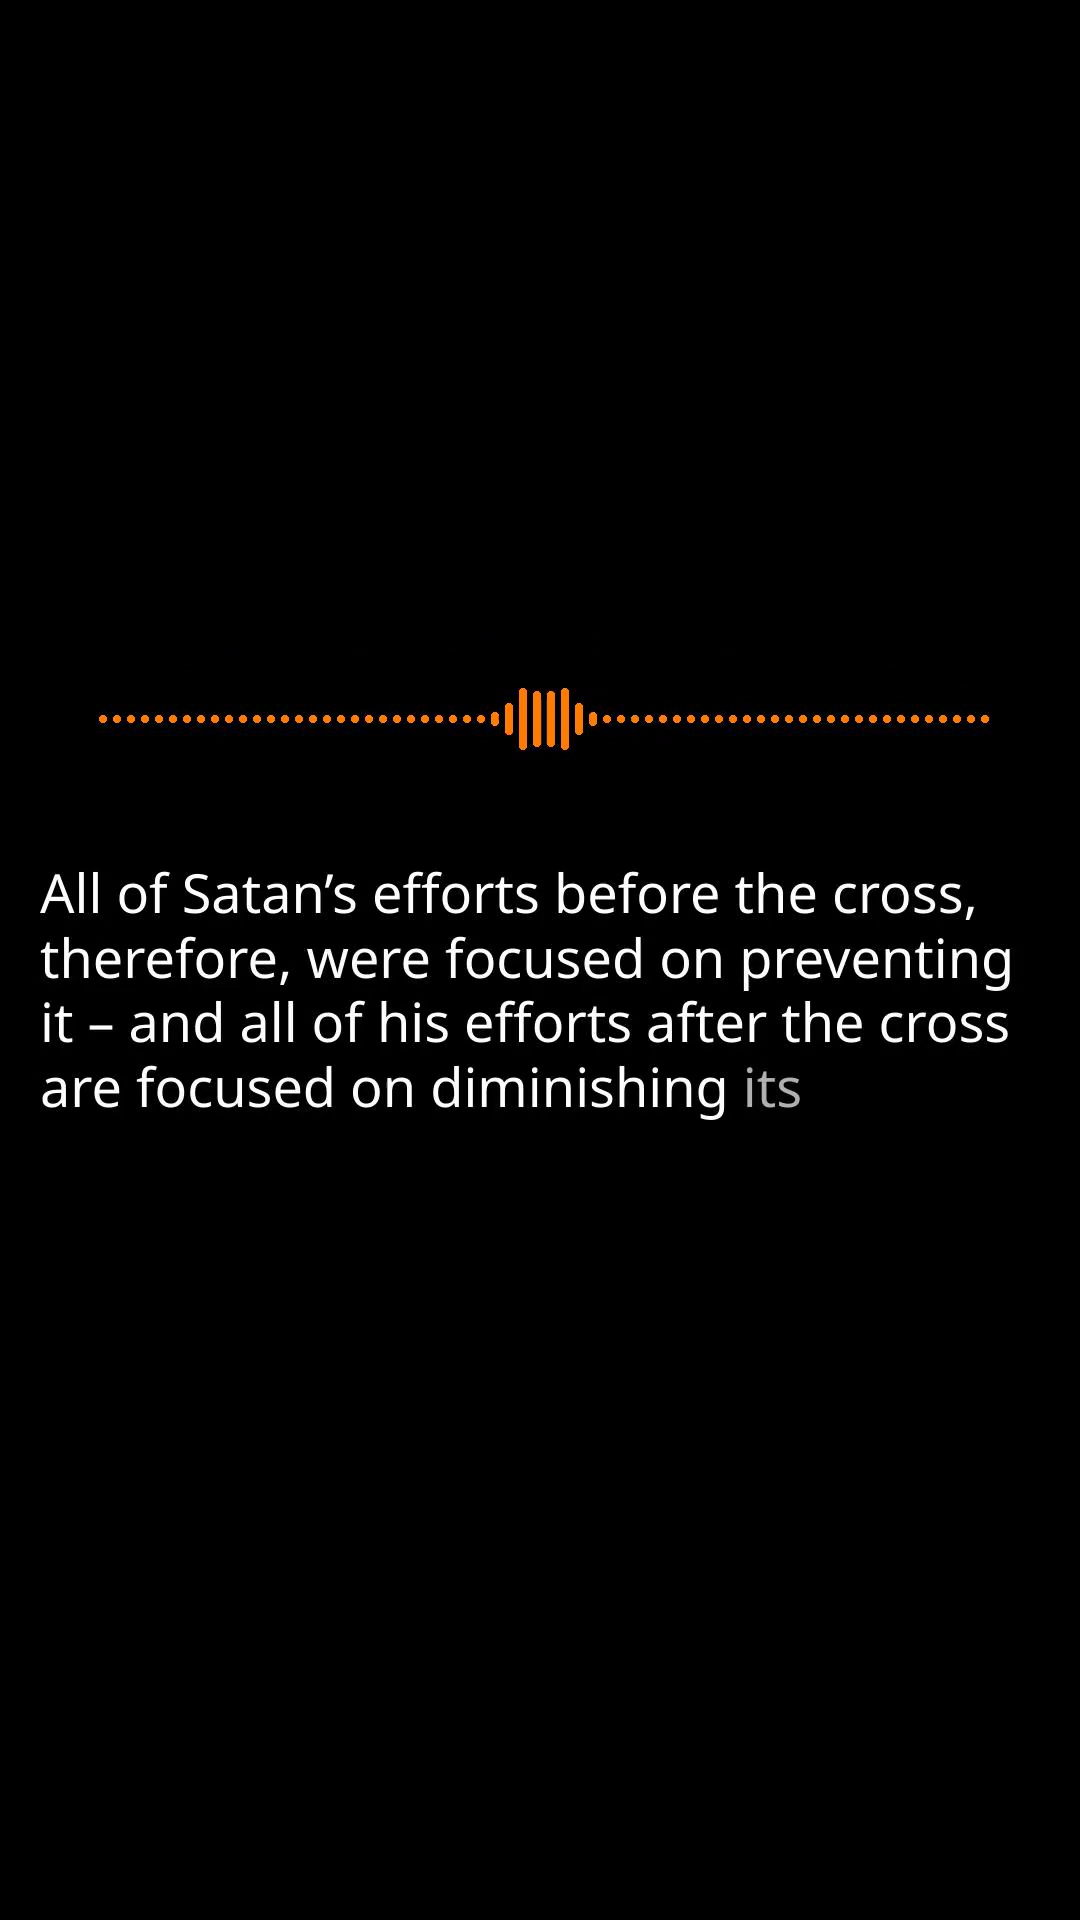 All of Satan’s efforts before the cross,
therefore, were focused on preventing
it – and all of his efforts after the cross
are focused on diminishing its